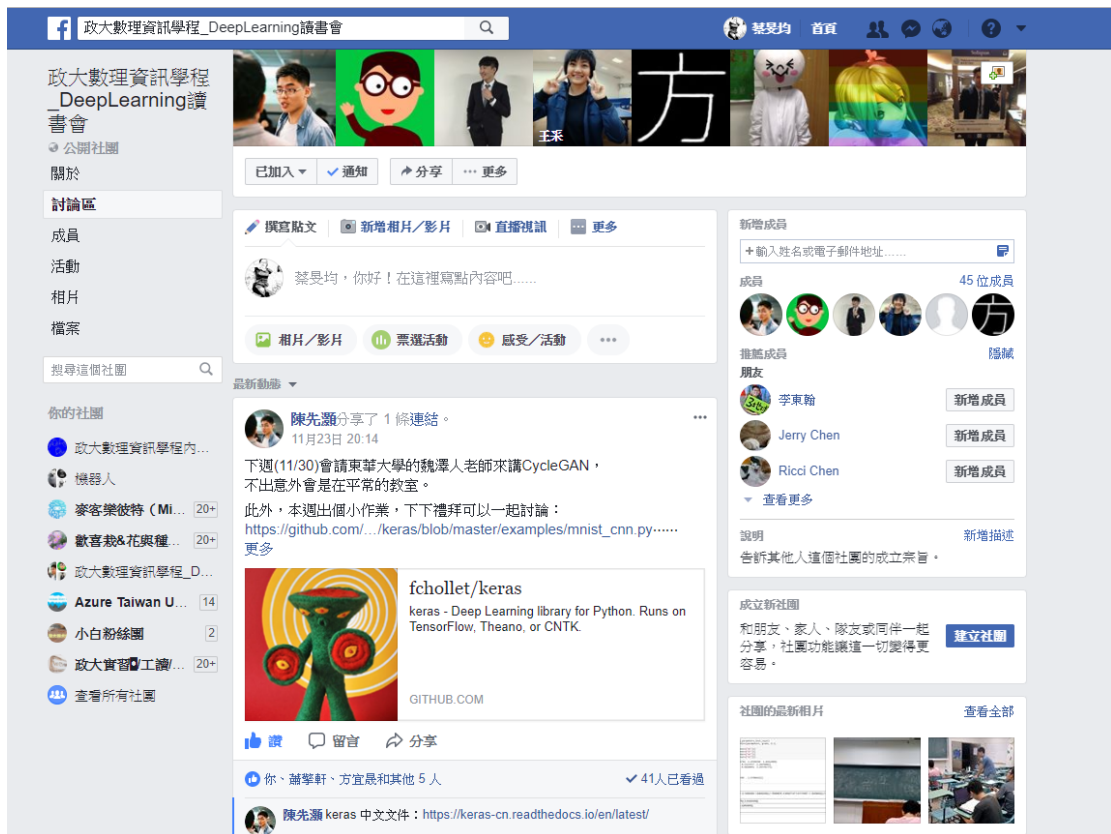 政大數理資訊學程_DeepLearning讀書會
蔡旻均
首頁
政大數理資訊學程
_DeepLearning讀
書會
公開社團
關於
討論區
成員
活動
相片
檔案
搜尋這個社團
你的社團
政大數理資訊學程內...
機器人
麥客樂彼特（Mi... 20+
歡喜栽&花與種... 20+
政大數理資訊學程_D...
Azure Taiwan U... 14
小白粉絲團 2
政大實習 工讀/... 20+
查看所有社團
王采
方
已加入
通知
分享
更多
撰寫貼文
新增相片／影片
直播視訊
更多
蔡旻均，你好！在這裡寫點內容吧......
相片／影片
票選活動
感受／活動
最新動態
陳先灝分享了 1 條連結。
11月23日 20:14
下週(11/30)會請東華大學的魏澤人老師來講CycleGAN，
不出意外會是在平常的教室。
此外，本週出個小作業，下下禮拜可以一起討論：
https://github.com/.../keras/blob/master/examples/mnist_cnn.py……
更多
fchollet/keras
keras - Deep Learning library for Python. Runs on
TensorFlow, Theano, or CNTK.
GITHUB.COM
讚
留言
分享
你、蕭擎軒、方宜晟和其他 5 人
41人已看過
陳先灝 keras 中文文件：https://keras-cn.readthedocs.io/en/latest/
新增成員
+輸入姓名或電子郵件地址......
成員
45 位成員
方
推薦成員
隱藏
朋友
李東翰
新增成員
Jerry Chen
新增成員
Ricci Chen
新增成員
查看更多
說明
新增描述
告訴其他人這個社團的成立宗旨。
成立新社團
和朋友、家人、隊友或同伴一起
分享，社團功能讓這一切變得更
容易。
建立社團
社團的最新相片
查看全部